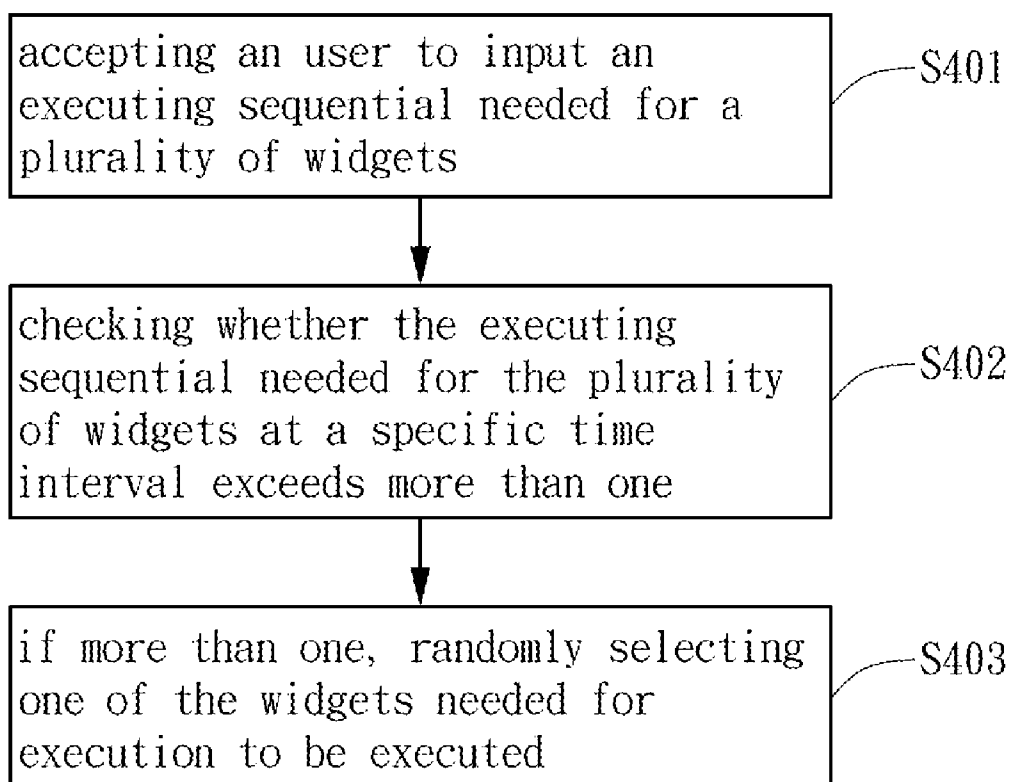 accepting an user to input an
executing sequential needed for a
plurality of widgets
S401
checking whether the executing
sequential needed for the plurality
of widgets at a specific time
interval exceeds more than one
S402
if more than one, randomly selecting
one of the widgets needed for
execution to be executed
S403